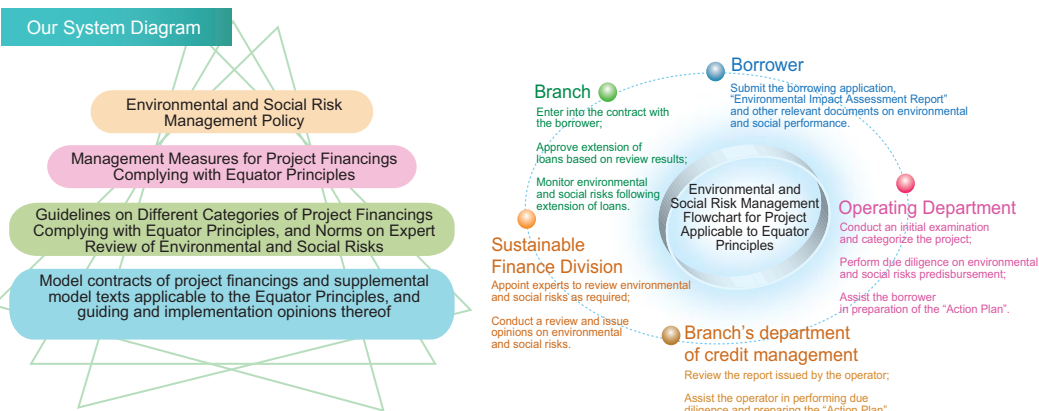 Our System Diagram
Environmental and Social Risk
Management Policy
Management Measures for Project Financings
Complying with Equator Principles
Guidelines on Different Categories of Project Financings
Complying with Equator Principles, and Norms on Expert
Review of Environmental and Social Risks
Model contracts of project financings and supplemental
model texts applicable to the Equator Principles, and
guiding and implementation opinions thereof
Borrower
Submit the borrowing application,
"Environmental Impact Assessment Report"
and other relevant documents on environmental
and social performance.
Branch
Enter into the contract with
the borrower;
Approve extension of
loans based on review results;
Monitor environmental
and social risks following
extension of loans.
Environmental and
Social Risk Management
Flowchart for Project
Applicable to Equator
Principles
Operating Department
Conduct an initial examination
and categorize the project;
Perform due diligence on environmental
and social risks predisbursement;
Assist the borrower
in preparation of the "Action Plan".
Sustainable
Finance Division
Appoint experts to review environmental
and social risks as required;
Conduct a review and issue
opinions on environmental
and social risks.
Branch's department
of credit management
Review the report issued by the operator;
Assist the operator in performing due
diligence and preparing the "Action Plan"